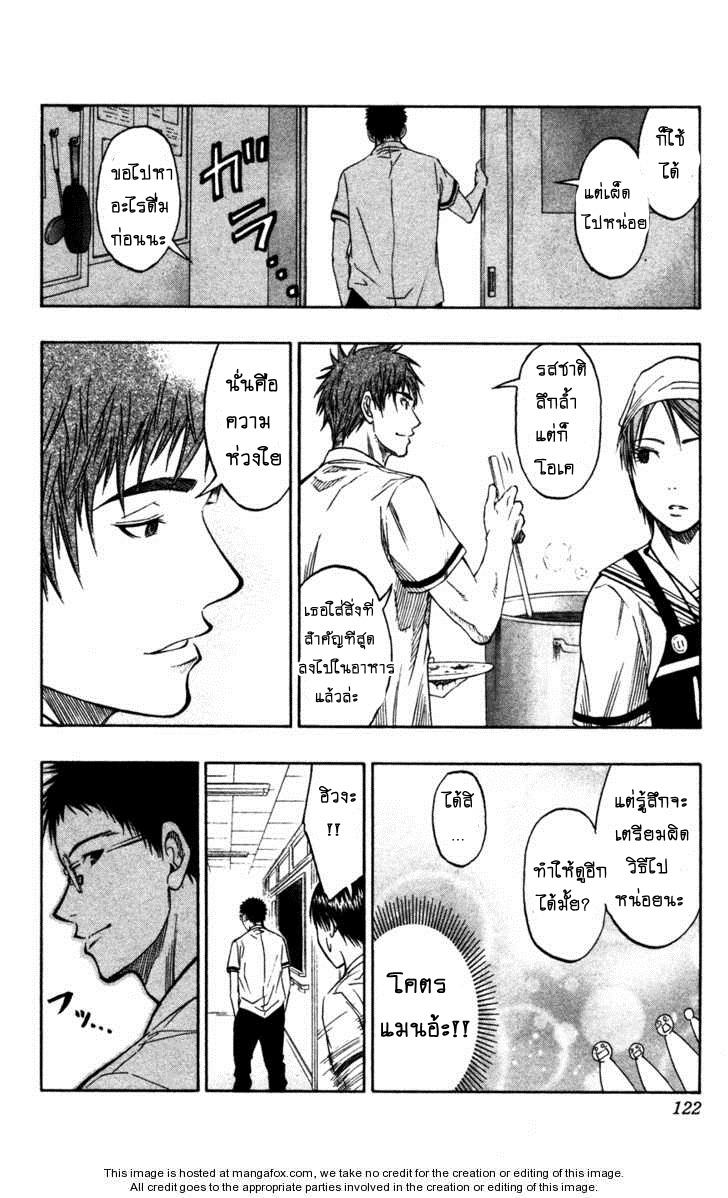 ก็ใช้
ได้
แต่เผ็ด
ไปหน่อย
ガラ
ขอไปหา
อะไรดื่ม
ก่อนนะ
รสชาติ
ลึกล้ำ
แต่ก็
โอเค
เธอใส่สิ่งที่
สำคัญที่สุด
ลงไปในอาหาร
แล้วล่ะ
นั่นคือ
ความ
ห่วงใย
แต่รู้สึกจะ
เตรียมผิด
วิธีไป
หน่อยนะ
ทำให้ดูอีก
ได้มั้ย?
ได้สิ
...
โคตร
แมนอ้ะ!!
ฮิวงะ
!!
フッ...
122
This image is hosted at mangafox.com, we take no credit for the creation or editing of this image.
All credit goes to the appropriate parties involved in the creation or editing of this image.